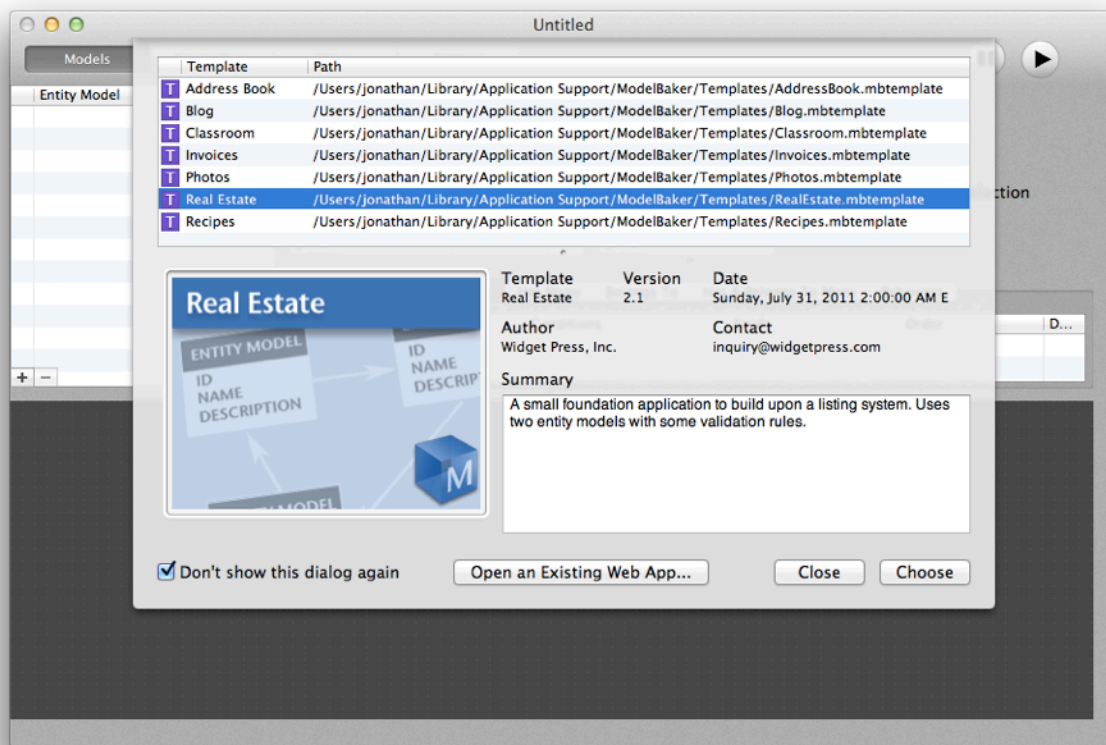 Untitled
Models
Entity Model
Template Path
T Address Book /Users/jonathan/Library/Application Support/ModelBaker/Templates/AddressBook.mbtemplate
T Blog /Users/jonathan/Library/Application Support/ModelBaker/Templates/Blog.mbtemplate
T Classroom /Users/jonathan/Library/Application Support/ModelBaker/Templates/Classroom.mbtemplate
T Invoices /Users/jonathan/Library/Application Support/ModelBaker/Templates/Invoices.mbtemplate
T Photos /Users/jonathan/Library/Application Support/ModelBaker/Templates/Photos.mbtemplate
T Real Estate /Users/jonathan/Library/Application Support/ModelBaker/Templates/RealEstate.mbtemplate
T Recipes /Users/jonathan/Library/Application Support/ModelBaker/Templates/Recipes.mbtemplate
ction
Real Estate
ENTITY MODEL
ID
NAME
DESCRIPTION
ID
NAME
DESCRIP
ENTITY MODEL
M
Template Version Date
Real Estate 2.1 Sunday, July 31, 2011 2:00:00 AM E
Author Contact
Widget Press, Inc. inquiry@widgetpress.com
Summary
A small foundation application to build upon a listing system. Uses
two entity models with some validation rules.
Order
D...
+ −
Don't show this dialog again
Open an Existing Web App...
Close
Choose